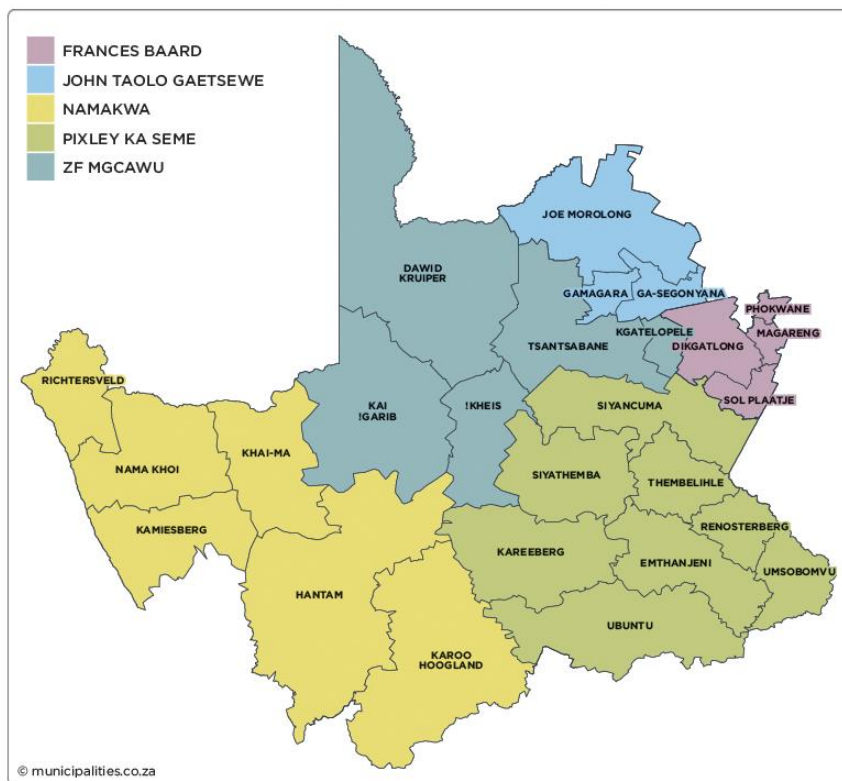 FRANCES BAARD
JOHN TAOLO GAETSEWE
NAMAKWA
PIXLEY KA SEME
ZF MGCAWU
JOE MOROLONG
DAWID
KRUIPER
GAMAGARA
GA-SEGONYANA
PHOKWANE
KGATELOPELE
MAGARENG
TSANTSABANE
DIKGATLONG
RICHTERSVELD
SOL PLAATJE
KAI
!GARIB
!KHEIS
SIYANCUMA
KHAI-MA
NAMA KHOI
SIYATHEMBA
THEMBELIHLE
KAMIESBERG
RENOSTERBERG
KAREEBERG
EMTHANJENI
UMSOBOMVU
HANTAM
UBUNTU
KAROO
HOOGLAND
© municipalities.co.za